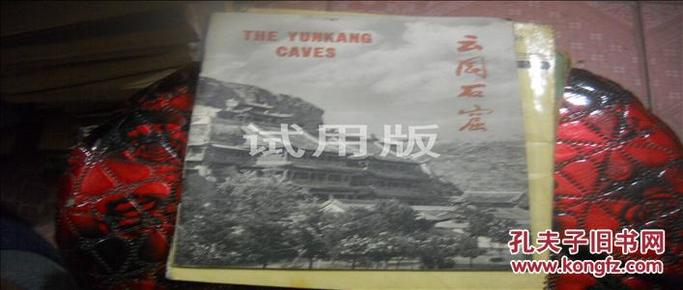 THE YUNKANG
CAVES
云冈石窟
试用版
孔夫子旧书网
www.kongfz.com